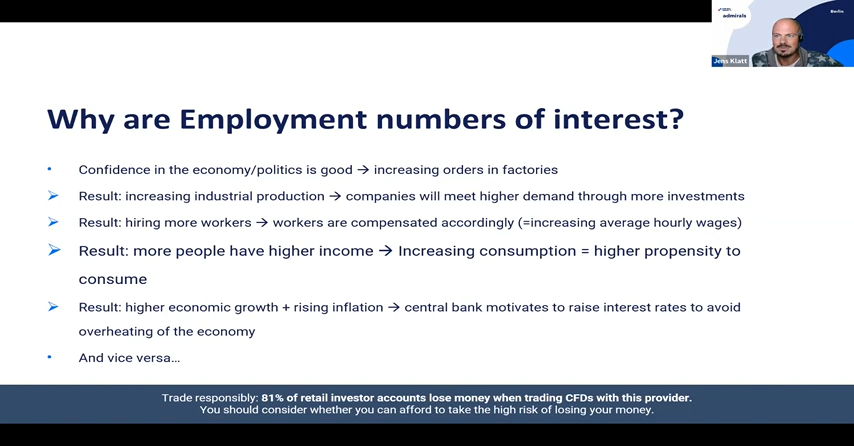 admirals
Berlin
Jens Klatt
Why are Employment numbers of interest?
• Confidence in the economy/politics is good → increasing orders in factories
➢ Result: increasing industrial production → companies will meet higher demand through more investments
➢ Result: hiring more workers → workers are compensated accordingly (=increasing average hourly wages)
➢ Result: more people have higher income → Increasing consumption = higher propensity to
consume
➢ Result: higher economic growth + rising inflation → central bank motivates to raise interest rates to avoid
overheating of the economy
• And vice versa...
Trade responsibly: 81% of retail investor accounts lose money when trading CFDs with this provider.
You should consider whether you can afford to take the high risk of losing your money.